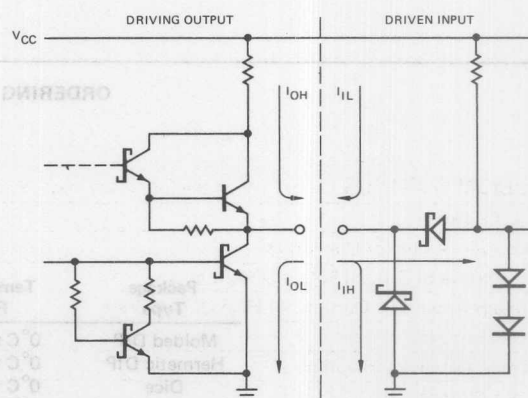 DRIVING OUTPUT
DRIVEN INPUT
VCC
ORDERING
IOH
IIL
IOL
IIH
Package
Type
Molded DIP
Hermetic DIP
Dice
0°C
0°C
0°C